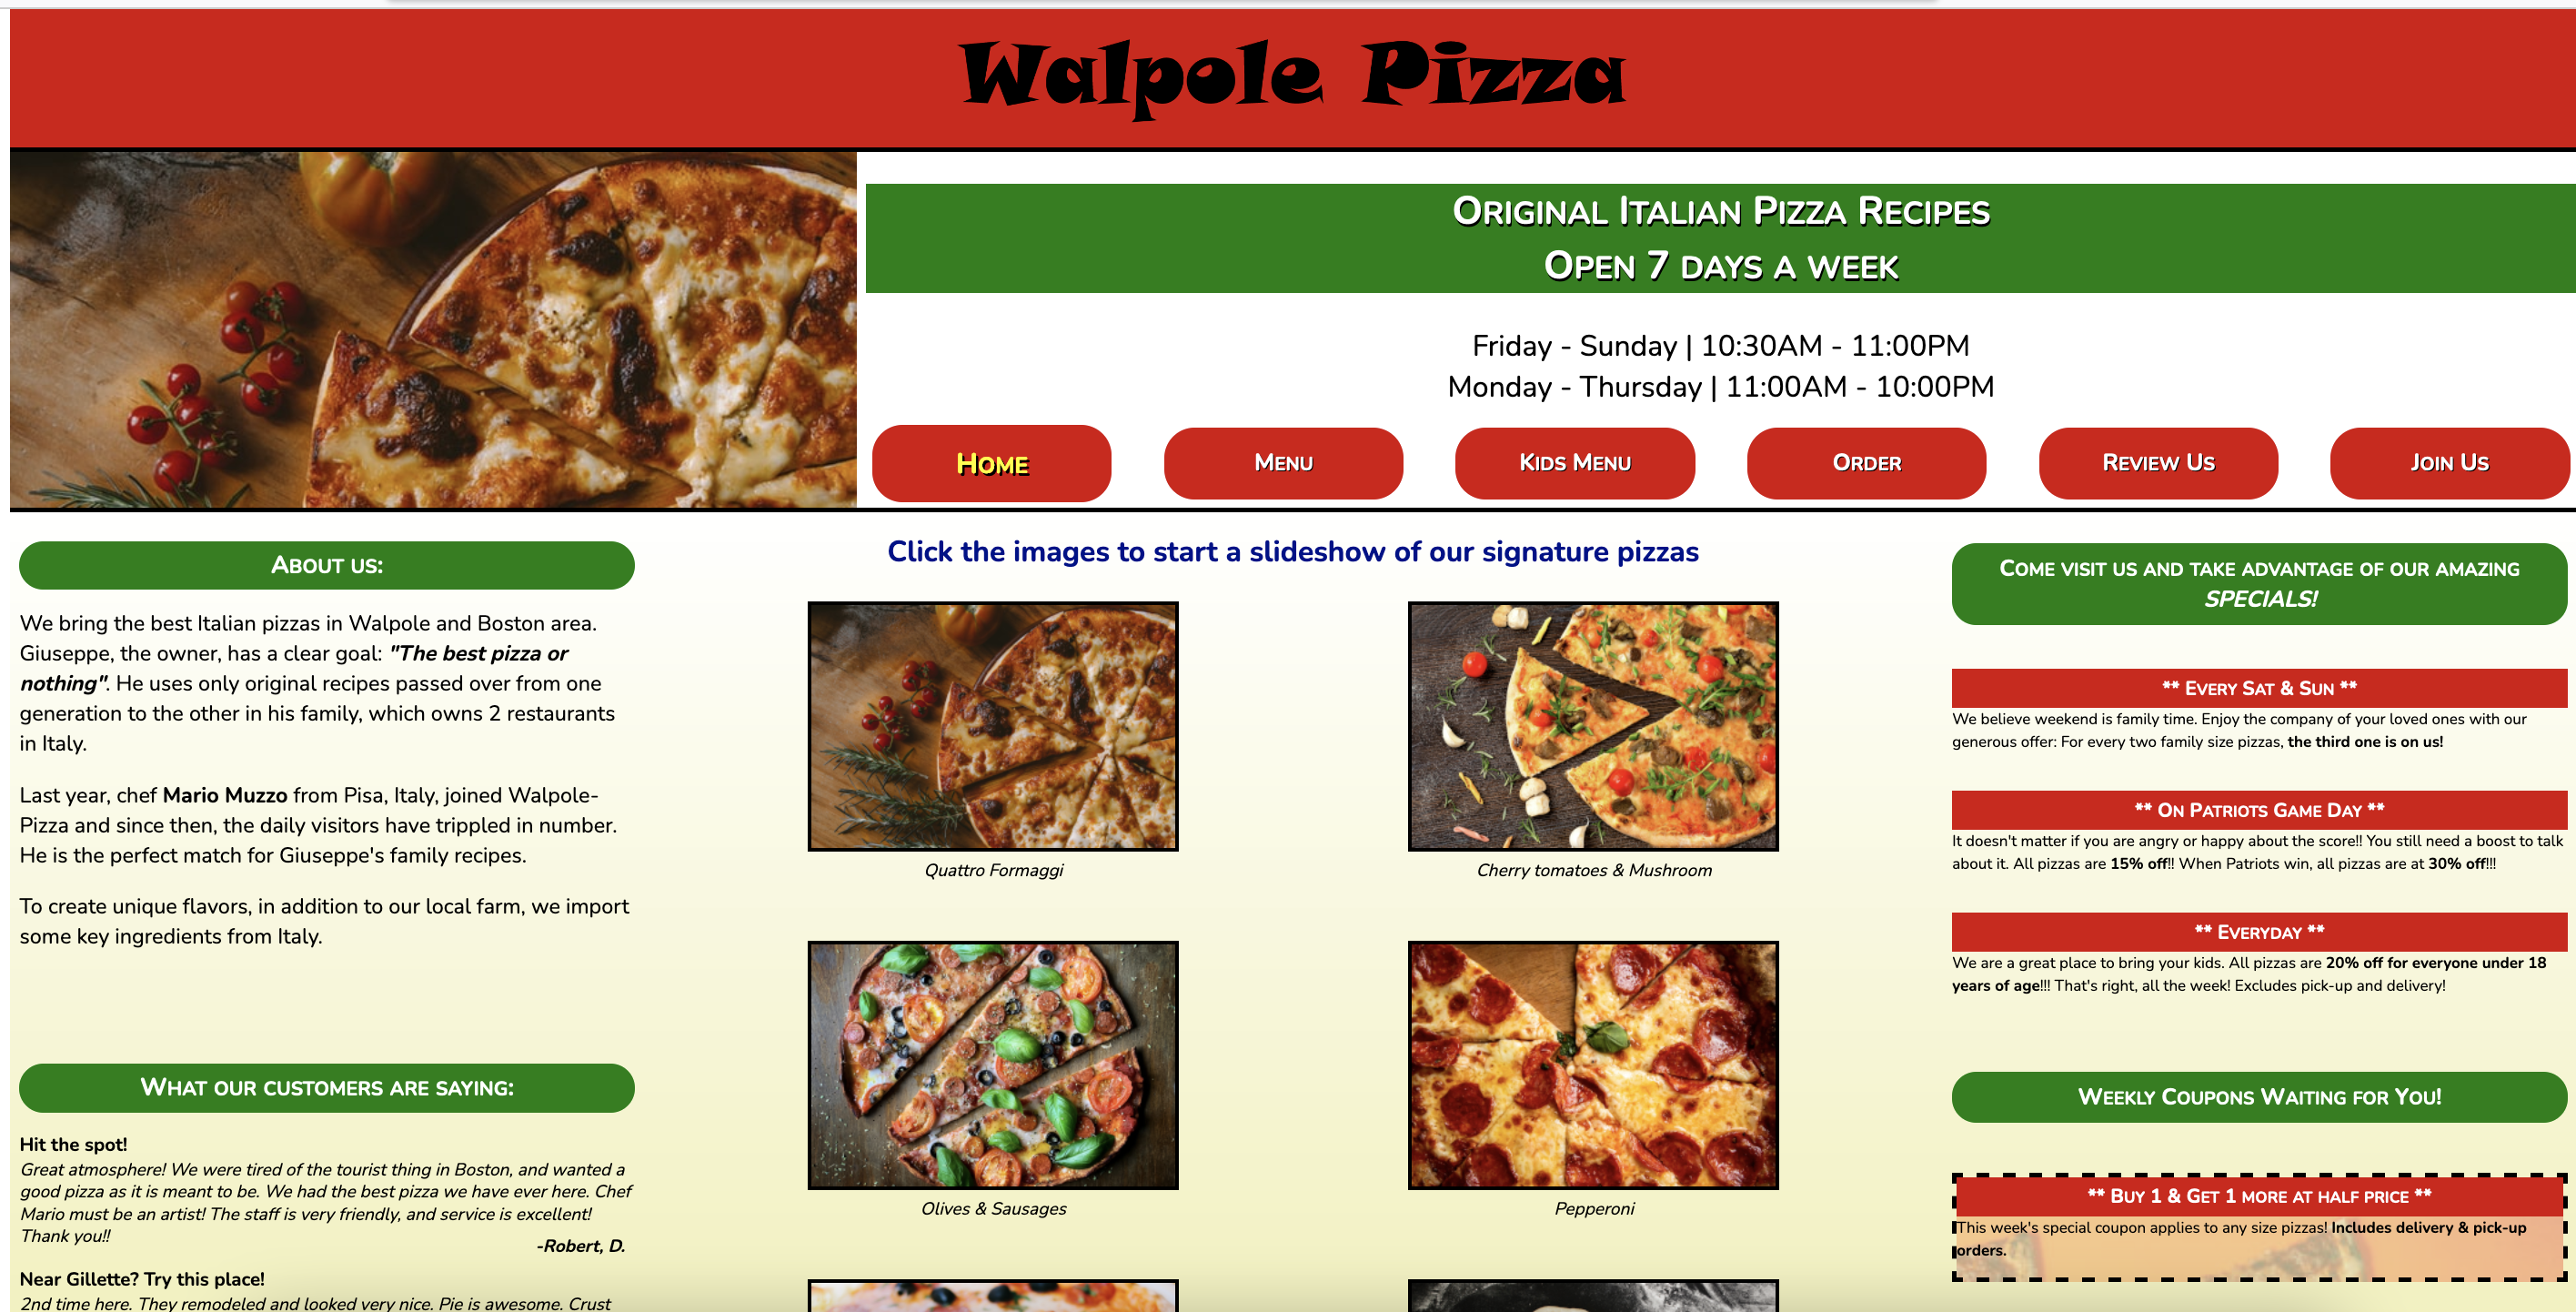 Walpole Pizza
Original Italian Pizza Recipes
Open 7 days a week
Friday - Sunday | 10:30AM - 11:00PM
Monday - Thursday | 11:00AM - 10:00PM
Home
Menu
Kids Menu
Order
Review Us
Join Us
About us:
We bring the best Italian pizzas in Walpole and Boston area.
Giuseppe, the owner, has a clear goal: "The best pizza or
nothing". He uses only original recipes passed over from one
generation to the other in his family, which owns 2 restaurants
in Italy.
Last year, chef Mario Muzzo from Pisa, Italy, joined Walpole-
Pizza and since then, the daily visitors have trippled in number.
He is the perfect match for Giuseppe's family recipes.
To create unique flavors, in addition to our local farm, we import
some key ingredients from Italy.
What our customers are saying:
Hit the spot!
Great atmosphere! We were tired of the tourist thing in Boston, and wanted a
good pizza as it is meant to be. We had the best pizza we have ever here. Chef
Mario must be an artist! The staff is very friendly, and service is excellent!
Thank you!!
-Robert, D.
Near Gillette? Try this place!
2nd time here. They remodeled and looked very nice. Pie is awesome. Crust
Click the images to start a slideshow of our signature pizzas
Quattro Formaggi
Cherry tomatoes & Mushroom
Olives & Sausages
Pepperoni
Come visit us and take advantage of our amazing
SPECIALS!
** Every Sat & Sun **
We believe weekend is family time. Enjoy the company of your loved ones with our
generous offer: For every two family size pizzas, the third one is on us!
** On Patriots Game Day **
It doesn't matter if you are angry or happy about the score!! You still need a boost to talk
about it. All pizzas are 15% off!! When Patriots win, all pizzas are at 30% off!!!
** Everyday **
We are a great place to bring your kids. All pizzas are 20% off for everyone under 18
years of age!!! That's right, all the week! Excludes pick-up and delivery!
Weekly Coupons Waiting for You!
** Buy 1 & Get 1 more at half price **
This week's special coupon applies to any size pizzas! Includes delivery & pick-up
orders.